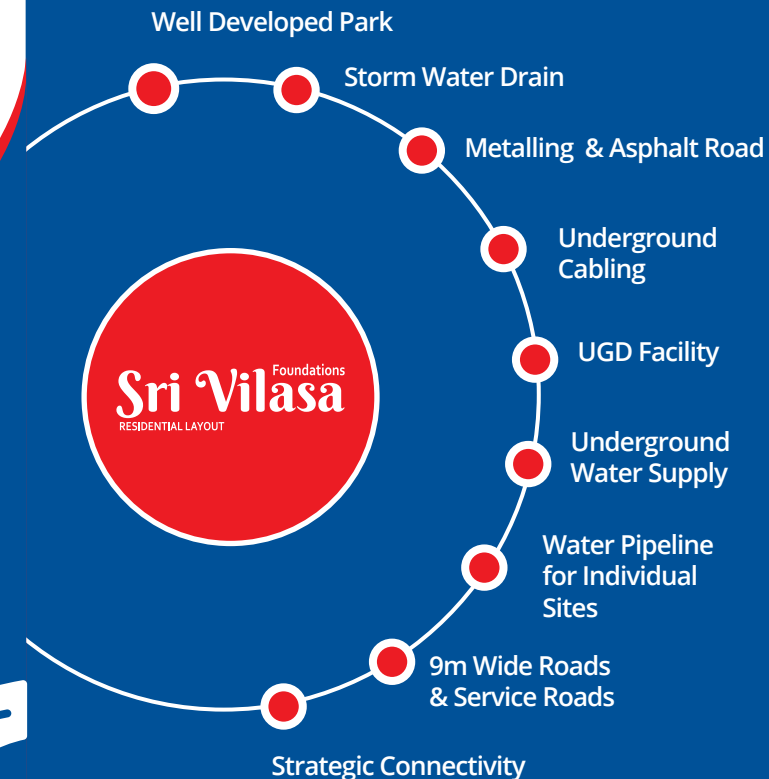 Well Developed Park
Storm Water Drain
Metalling & Asphalt Road
Underground
Cabling
UGD Facility
Underground
Water Supply
Water Pipeline
for Individual
Sites
9m Wide Roads
& Service Roads
Strategic Connectivity
Foundations
Sri Vilasa
RESIDENTIAL LAYOUT